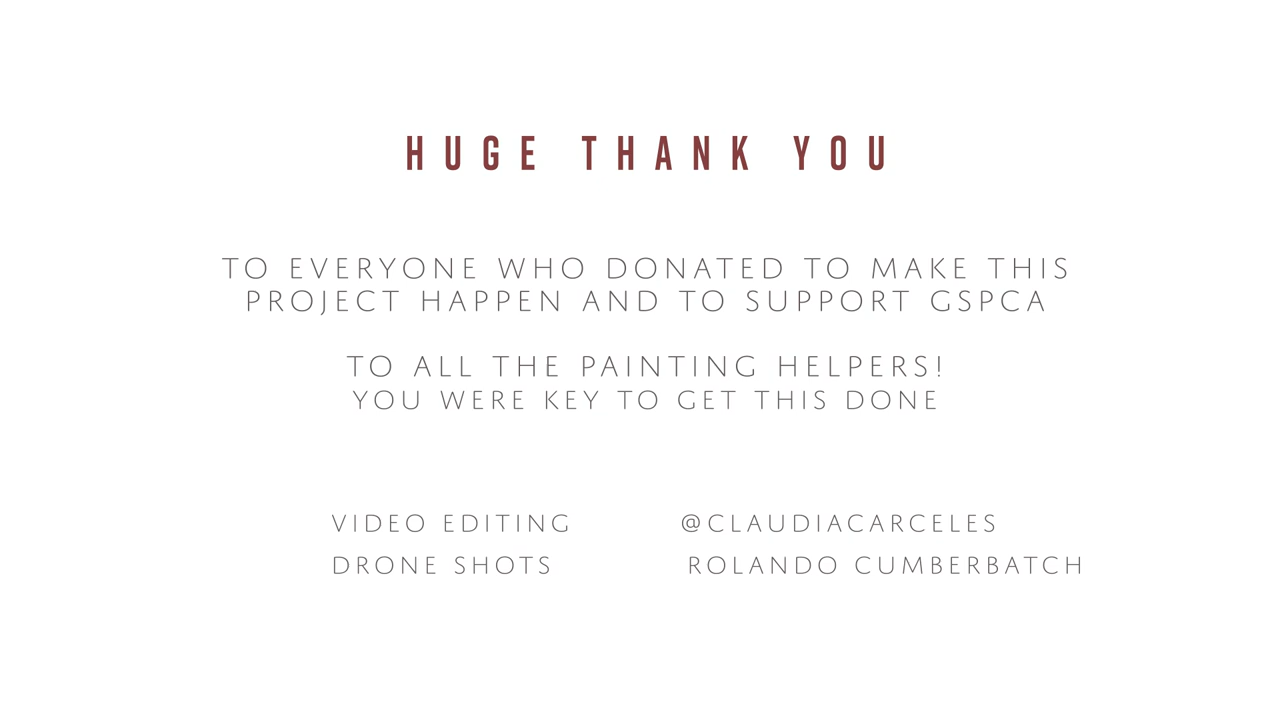 HUGE THANK YOU
TO EVERYONE WHO DONATED TO MAKE THIS
PROJECT HAPPEN AND TO SUPPORT GSPCA
TO ALL THE PAINTING HELPERS!
YOU WERE KEY TO GET THIS DONE
VIDEO EDITING @CLAUDIACARCELES
DRONE SHOTS ROLANDO CUMBERBATCH